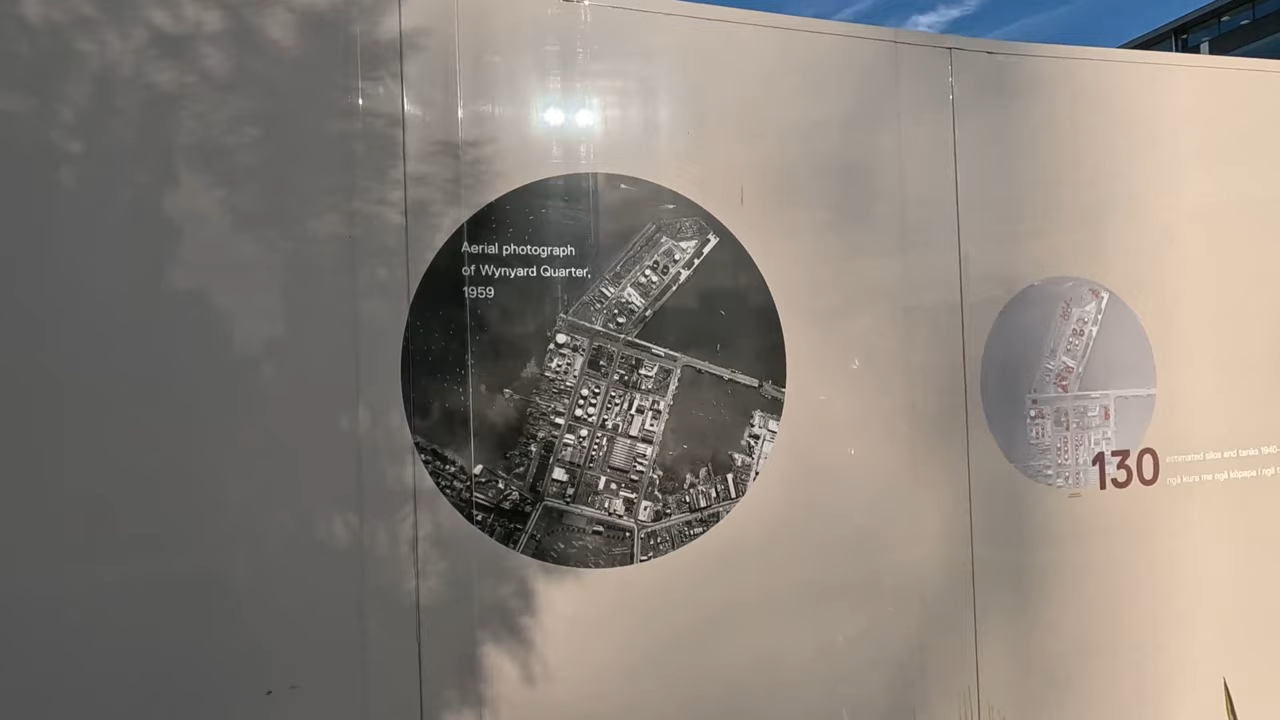 Aerial photograph
of Wynyard Quarter,
1959
130
estimated silos and tanks 1940-
ngā kura me ngā kōpapa i ngā t